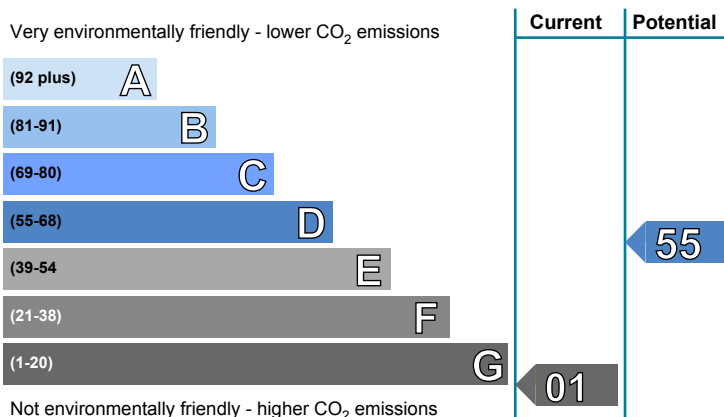 Current Potential
Very environmentally friendly - lower CO2 emissions
(92 plus) A
(81-91) B
(69-80) C
(55-68) D
55
(39-54 E
(21-38) F
(1-20) G
01
Not environmentally friendly - higher CO2 emissions